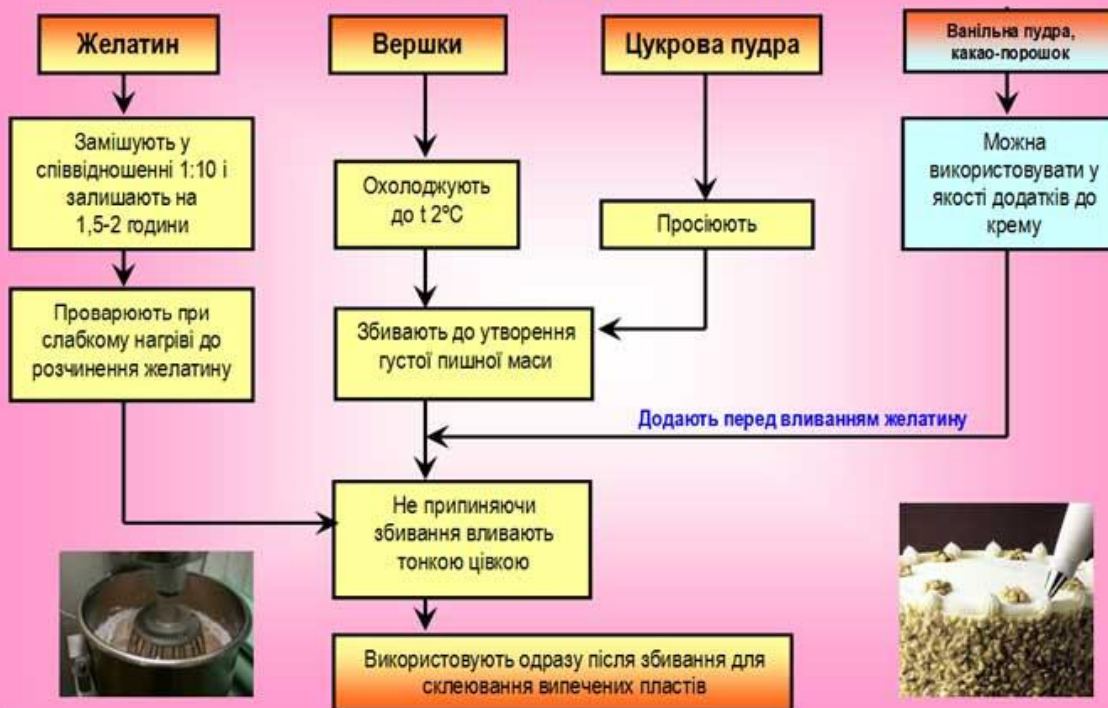 Желатин
Вершки
Цукрова пудра
Ванільна пудра,
какао-порошок
Замішують у
співвідношенні 1:10 і
залишають на
1,5-2 години
Охолоджують
до t 2°С
Просіюють
Можна
використовувати у
якості додатків до
крему
Проварюють при
слабкому нагріві до
розчинення желатину
Збивають до утворення
густої пишної маси
Додають перед вливанням желатину
Не припиняючи
збивання вливають
тонкою цівкою
Використовують одразу після збивання для
склеювання випечених пластів